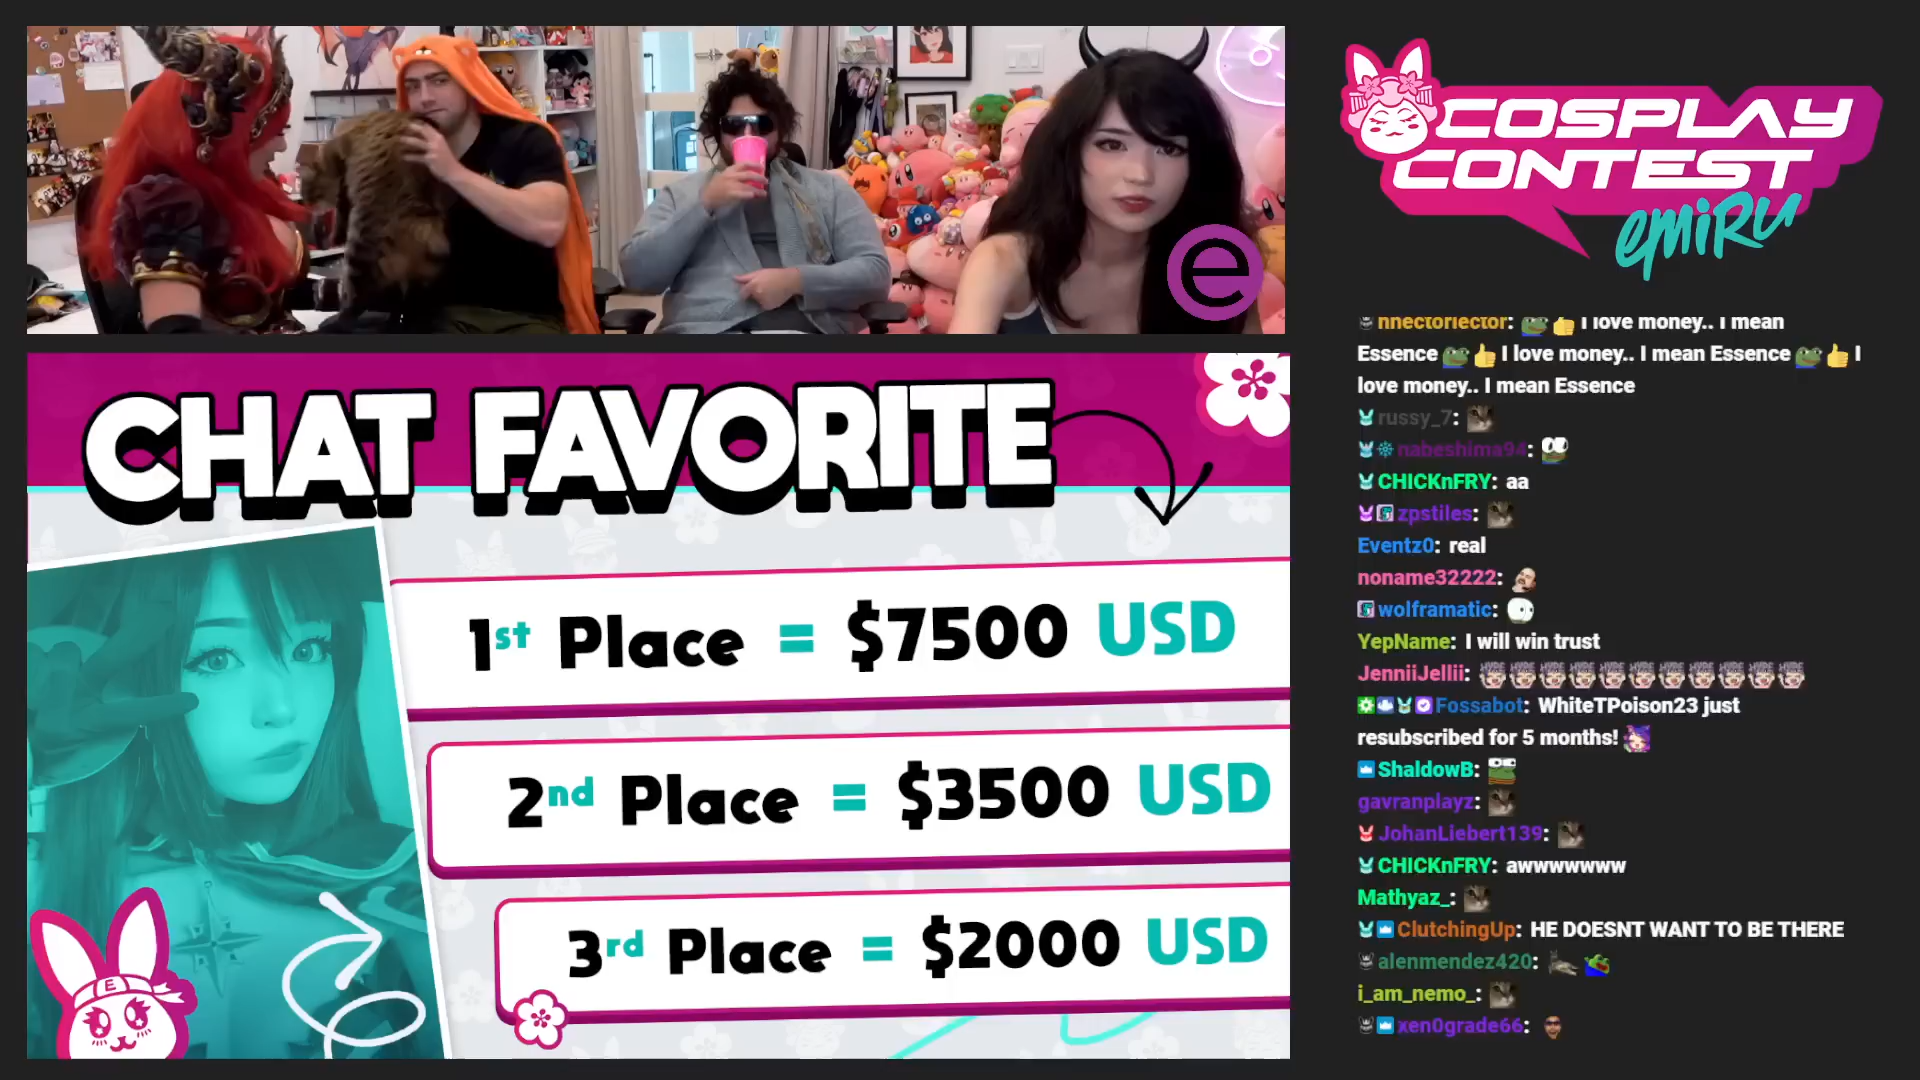 COSPLAY
CONTEST
emiru
e
CHAT FAVORITE
1st Place = $7500 USD
2nd Place = $3500 USD
3rd Place = $2000 USD
E
nnectorlector: I love money.. I mean
Essence I love money.. I mean Essence I
love money.. I mean Essence
russy_7:
nabeshima94:
CHICKnFRY: aa
zpstiles:
Eventz0: real
noname32222:
wolframatic:
YepName: I will win trust
JenniiJellii:
Fossabot: WhiteTPoison23 just
resubscribed for 5 months!
ShaldowB:
gavranplayz:
JohanLiebert139:
CHICKnFRY: awwwwwww
Mathyaz_:
ClutchingUp: HE DOESNT WANT TO BE THERE
alenmendez420:
i_am_nemo_:
xen0grade66: